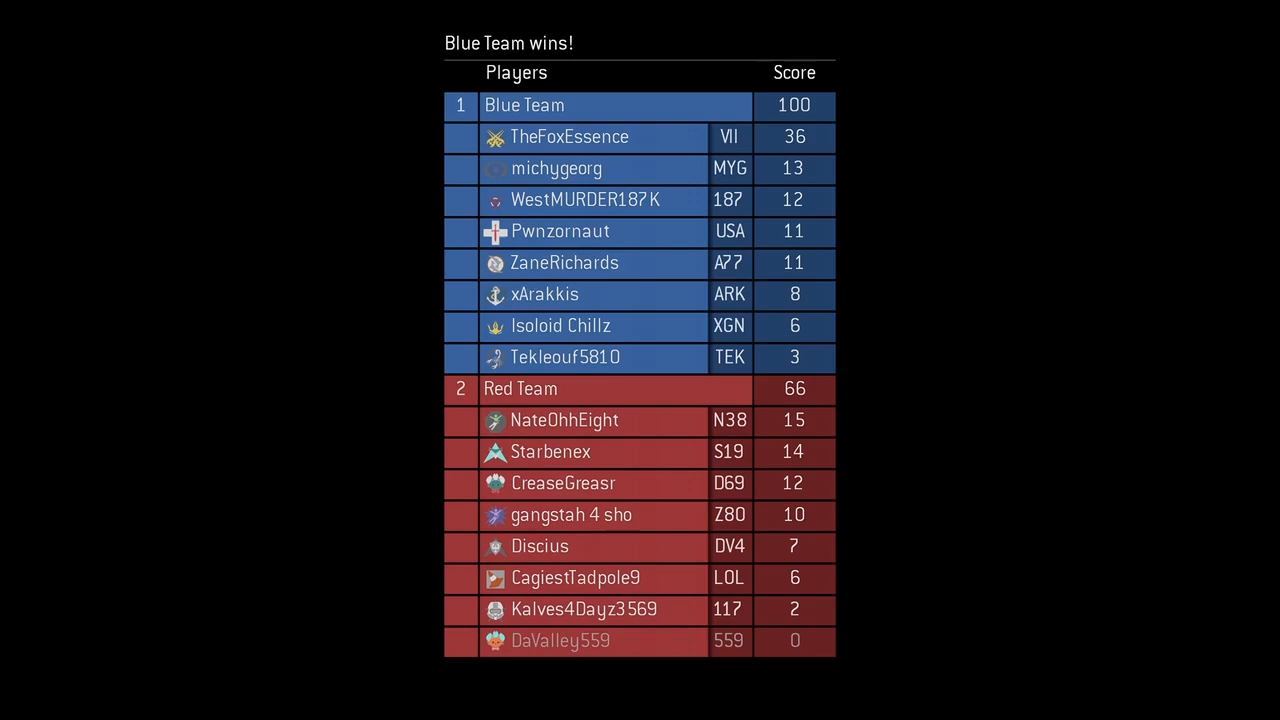 Blue Team wins!
Players Score
1 Blue Team 100
TheFoxEssence VII 36
michygeorg MYG 13
WestMURDER187K 187 12
Pwnzornaut USA 11
ZaneRichards A77 11
xArakkis ARK 8
Isoloid Chillz XGN 6
Tekleouf5810 TEK 3
2 Red Team 66
NateOhhEight N38 15
Starbenex S19 14
CreaseGreasr D69 12
gangstah 4 sho Z80 10
Discius DV4 7
CagiestTadpole9 LOL 6
Kalves4Dayz3569 117 2
DaValley559 559 0